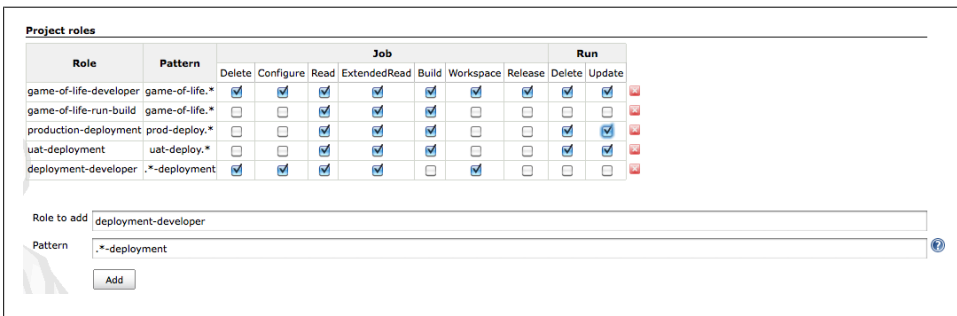 Project roles
Role Pattern Job Run
Delete Configure Read ExtendedRead Build Workspace Release Delete Update
game-of-life-developer game-of-life.*
game-of-life-run-build game-of-life.*
production-deployment prod-deploy.*
uat-deployment uat-deploy.*
deployment-developer .*-deployment
Role to add deployment-developer
Pattern .*-deployment
Add